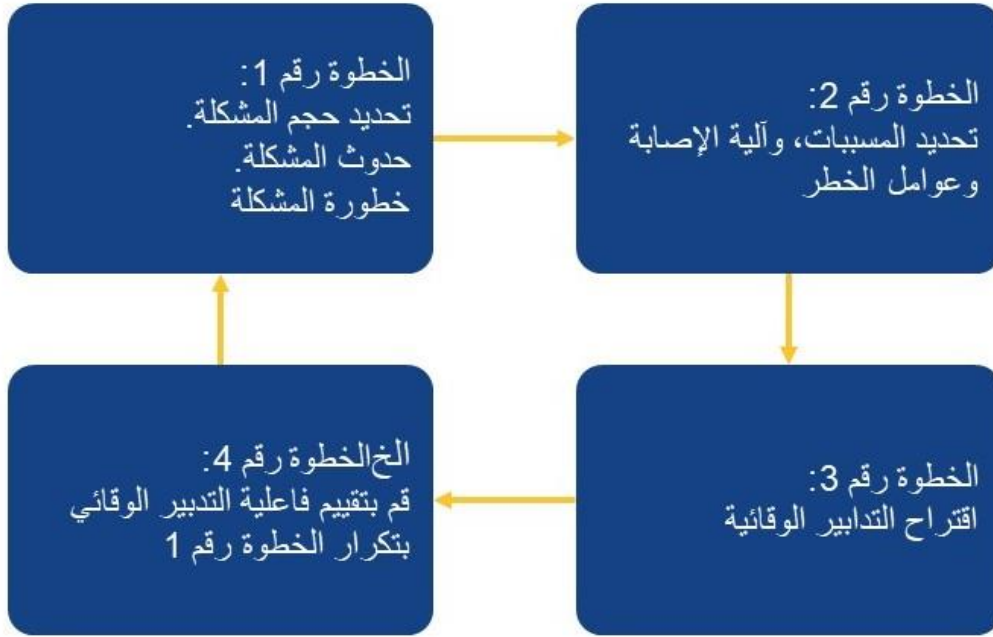 الخطوة رقم 1:
تحديد حجم المشكلة.
حدوث المشكلة.
خطورة المشكلة
الخطوة رقم 2:
تحديد المسببات، وآلية الإصابة
وعوامل الخطر
الخطوة رقم 3:
اقتراح التدابير الوقائية
الخالخطوة رقم 4:
قم بتقييم فاعلية التدبير الوقائي
بتكرار الخطوة رقم 1